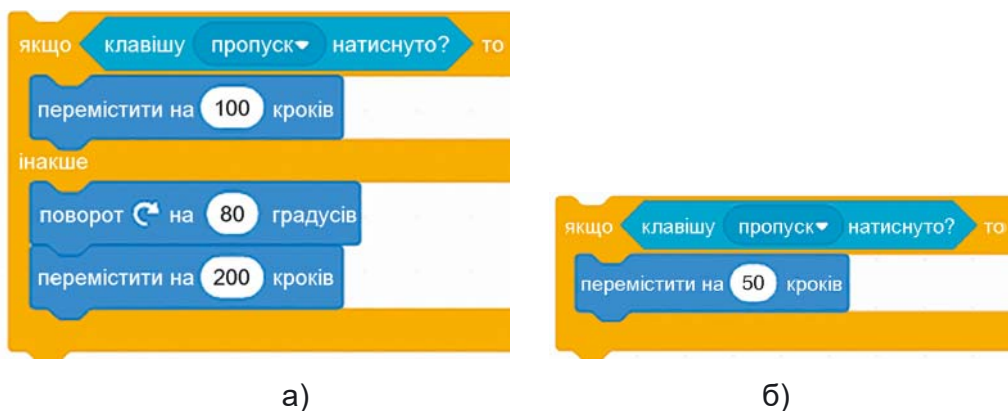 якщо клавішу пропуск натиснуто? то
перемістити на 100 кроків
інакше
поворот на 80 градусів
перемістити на 200 кроків
якщо клавішу пропуск натиснуто? то
перемістити на 50 кроків
а)
б)